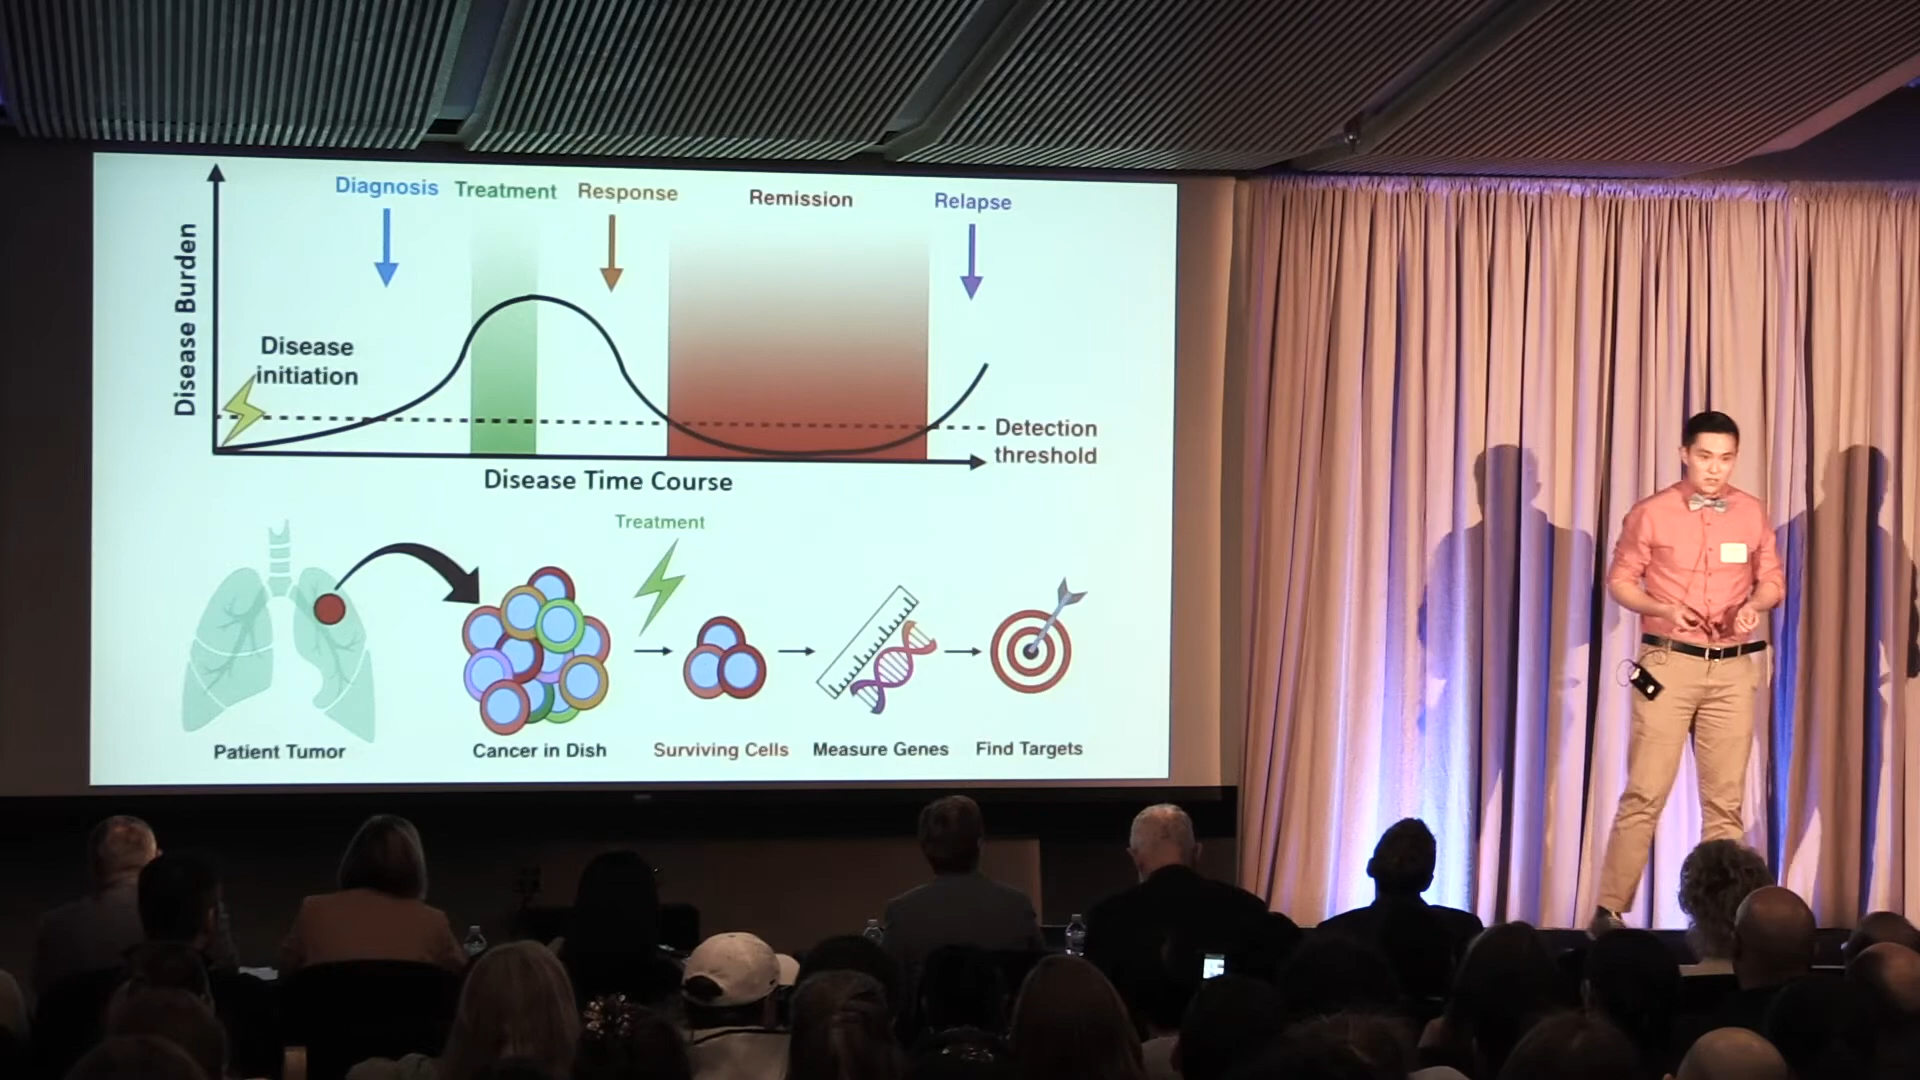 Diagnosis Treatment Response Remission Relapse
Disease Burden
Disease
initiation
Detection
threshold
Disease Time Course
Treatment
Patient Tumor Cancer in Dish Surviving Cells Measure Genes Find Targets